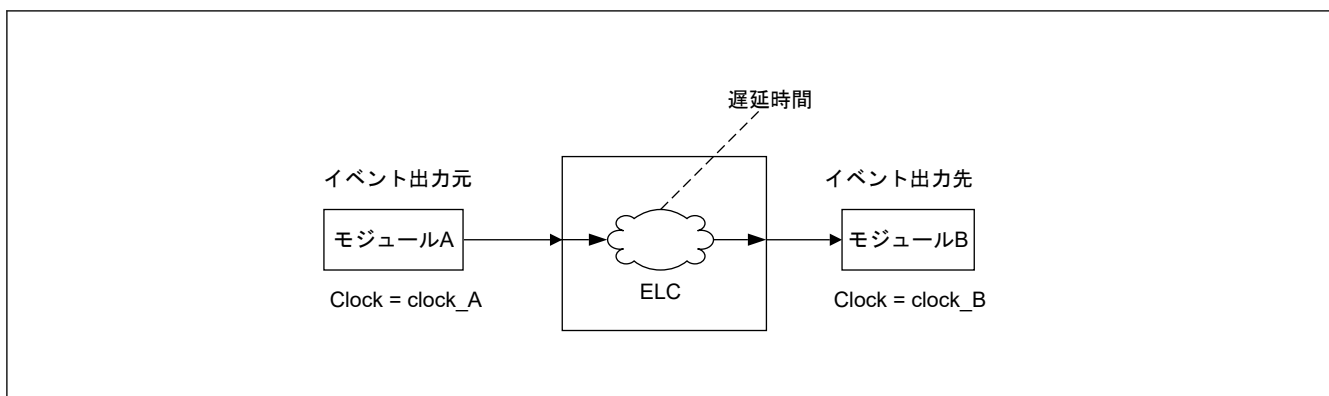 遅延時間
イベント出力元
イベント出力先
モジュールA
モジュールB
ELC
Clock = clock_A
Clock = clock_B